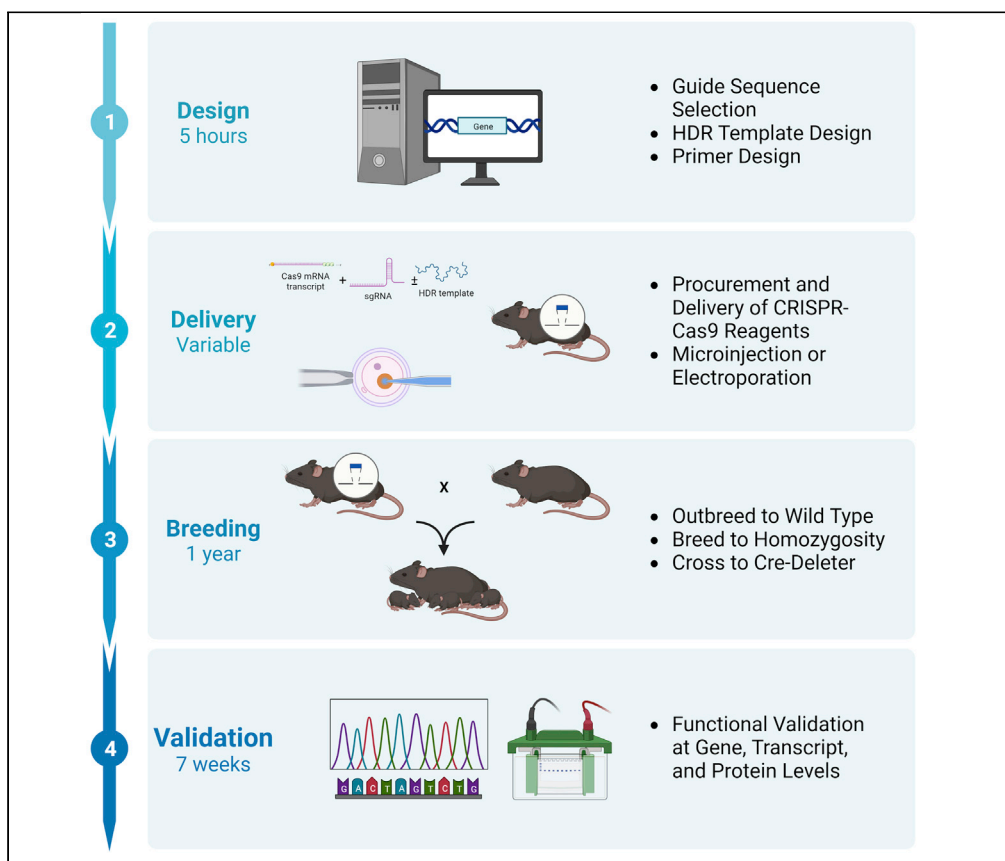 1
Design
5 hours
Gene
• Guide Sequence
Selection
• HDR Template Design
• Primer Design
2
Delivery
Variable
Cas9 mRNA
transcript
+
sgRNA
±
HDR template
• Procurement and
Delivery of CRISPR-
Cas9 Reagents
• Microinjection or
Electroporation
3
Breeding
1 year
x
• Outbreed to Wild Type
• Breed to Homozygosity
• Cross to Cre-Deleter
4
Validation
7 weeks
G A C T A G T C T G
• Functional Validation
at Gene, Transcript,
and Protein Levels